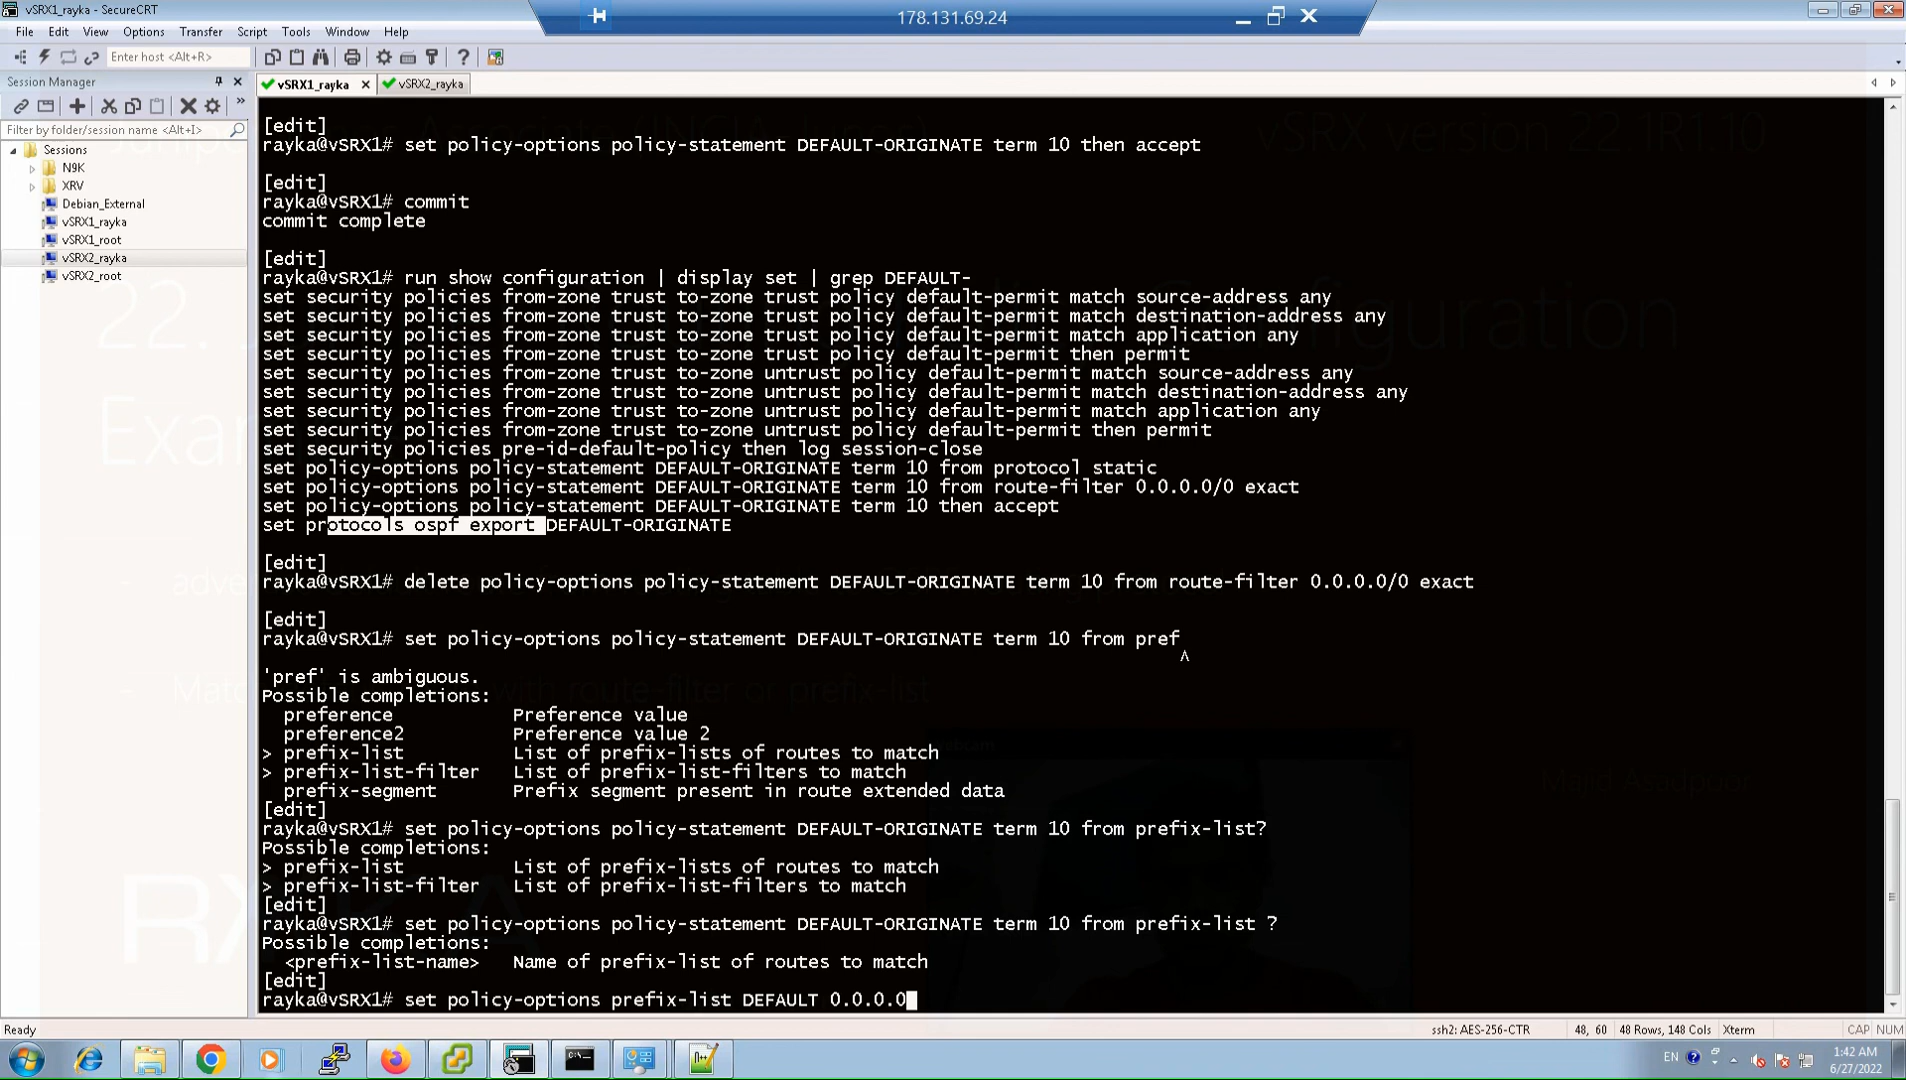 vSRX1_rayka - SecureCRT
178.131.69.24
File Edit View Options Transfer Script Tools Window Help
Enter host <Alt+R>
Session Manager
vSRX1_rayka
vSRX2_rayka
Filter by folder/session name <Alt+I>
Sessions
N9K
XRV
Debian_External
vSRX1_rayka
vSRX1_root
vSRX2_rayka
vSRX2_root
[edit]
rayka@vSRX1# set policy-options policy-statement DEFAULT-ORIGINATE term 10 then accept
[edit]
rayka@vSRX1# commit
commit complete
[edit]
rayka@vSRX1# run show configuration | display set | grep DEFAULT-
set security policies from-zone trust to-zone trust policy default-permit match source-address any
set security policies from-zone trust to-zone trust policy default-permit match destination-address any
set security policies from-zone trust to-zone trust policy default-permit match application any
set security policies from-zone trust to-zone trust policy default-permit then permit
set security policies from-zone trust to-zone untrust policy default-permit match source-address any
set security policies from-zone trust to-zone untrust policy default-permit match destination-address any
set security policies from-zone trust to-zone untrust policy default-permit match application any
set security policies from-zone trust to-zone untrust policy default-permit then permit
set security policies pre-id-default-policy then log session-close
set policy-options policy-statement DEFAULT-ORIGINATE term 10 from protocol static
set policy-options policy-statement DEFAULT-ORIGINATE term 10 from route-filter 0.0.0.0/0 exact
set policy-options policy-statement DEFAULT-ORIGINATE term 10 then accept
set protocols ospf export DEFAULT-ORIGINATE
[edit]
rayka@vSRX1# delete policy-options policy-statement DEFAULT-ORIGINATE term 10 from route-filter 0.0.0.0/0 exact
[edit]
rayka@vSRX1# set policy-options policy-statement DEFAULT-ORIGINATE term 10 from pref
^
'pref' is ambiguous.
Possible completions:
preference Preference value
preference2 Preference value 2
> prefix-list List of prefix-lists of routes to match
> prefix-list-filter List of prefix-list-filters to match
prefix-segment Prefix segment present in route extended data
[edit]
rayka@vSRX1# set policy-options policy-statement DEFAULT-ORIGINATE term 10 from prefix-list?
Possible completions:
> prefix-list List of prefix-lists of routes to match
> prefix-list-filter List of prefix-list-filters to match
[edit]
rayka@vSRX1# set policy-options policy-statement DEFAULT-ORIGINATE term 10 from prefix-list ?
Possible completions:
<prefix-list-name> Name of prefix-list of routes to match
[edit]
rayka@vSRX1# set policy-options prefix-list DEFAULT 0.0.0.0
vSRX version 22.1R1.10
22.
with route-filter or prefix-list
Majid Asadpoor
Ready
ssh2: AES-256-CTR 48, 60 48 Rows, 148 Cols Xterm CAP NUM
EN
1:42 AM
6/27/2022